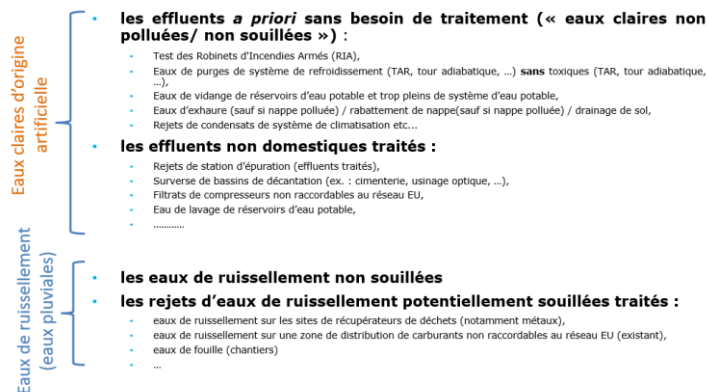 Eaux claires d'origine
artificielle
• les effluents a priori sans besoin de traitement (« eaux claires non
polluées/ non souillées ») :
• Test des Robinets d'Incendies Armés (RIA),
• Eaux de purges de système de refroidissement (TAR, tour adiabatique, …) sans toxiques (TAR, tour adiabatique,
…),
• Eaux de vidange de réservoirs d'eau potable et trop pleins de système d'eau potable,
• Eaux d'exhaure (sauf si nappe polluée) / rabattement de nappe(sauf si nappe polluée) / drainage de sol,
• Rejets de condensats de système de climatisation etc...
• les effluents non domestiques traités :
• Rejets de station d'épuration (effluents traités),
• Surverse de bassins de décantation (ex. : cimenterie, usinage optique, …),
• Filtrats de compresseurs non raccordables au réseau EU,
• Eau de lavage de réservoirs d'eau potable,
• …………
Eaux de ruissellement
(eaux pluviales)
• les eaux de ruissellement non souillées
• les rejets d'eaux de ruissellement potentiellement souillées traités :
• eaux de ruissellement sur les sites de récupérateurs de déchets (notamment métaux),
• eaux de ruissellement sur une zone de distribution de carburants non raccordables au réseau EU (existant),
• eaux de fouille (chantiers)
• …